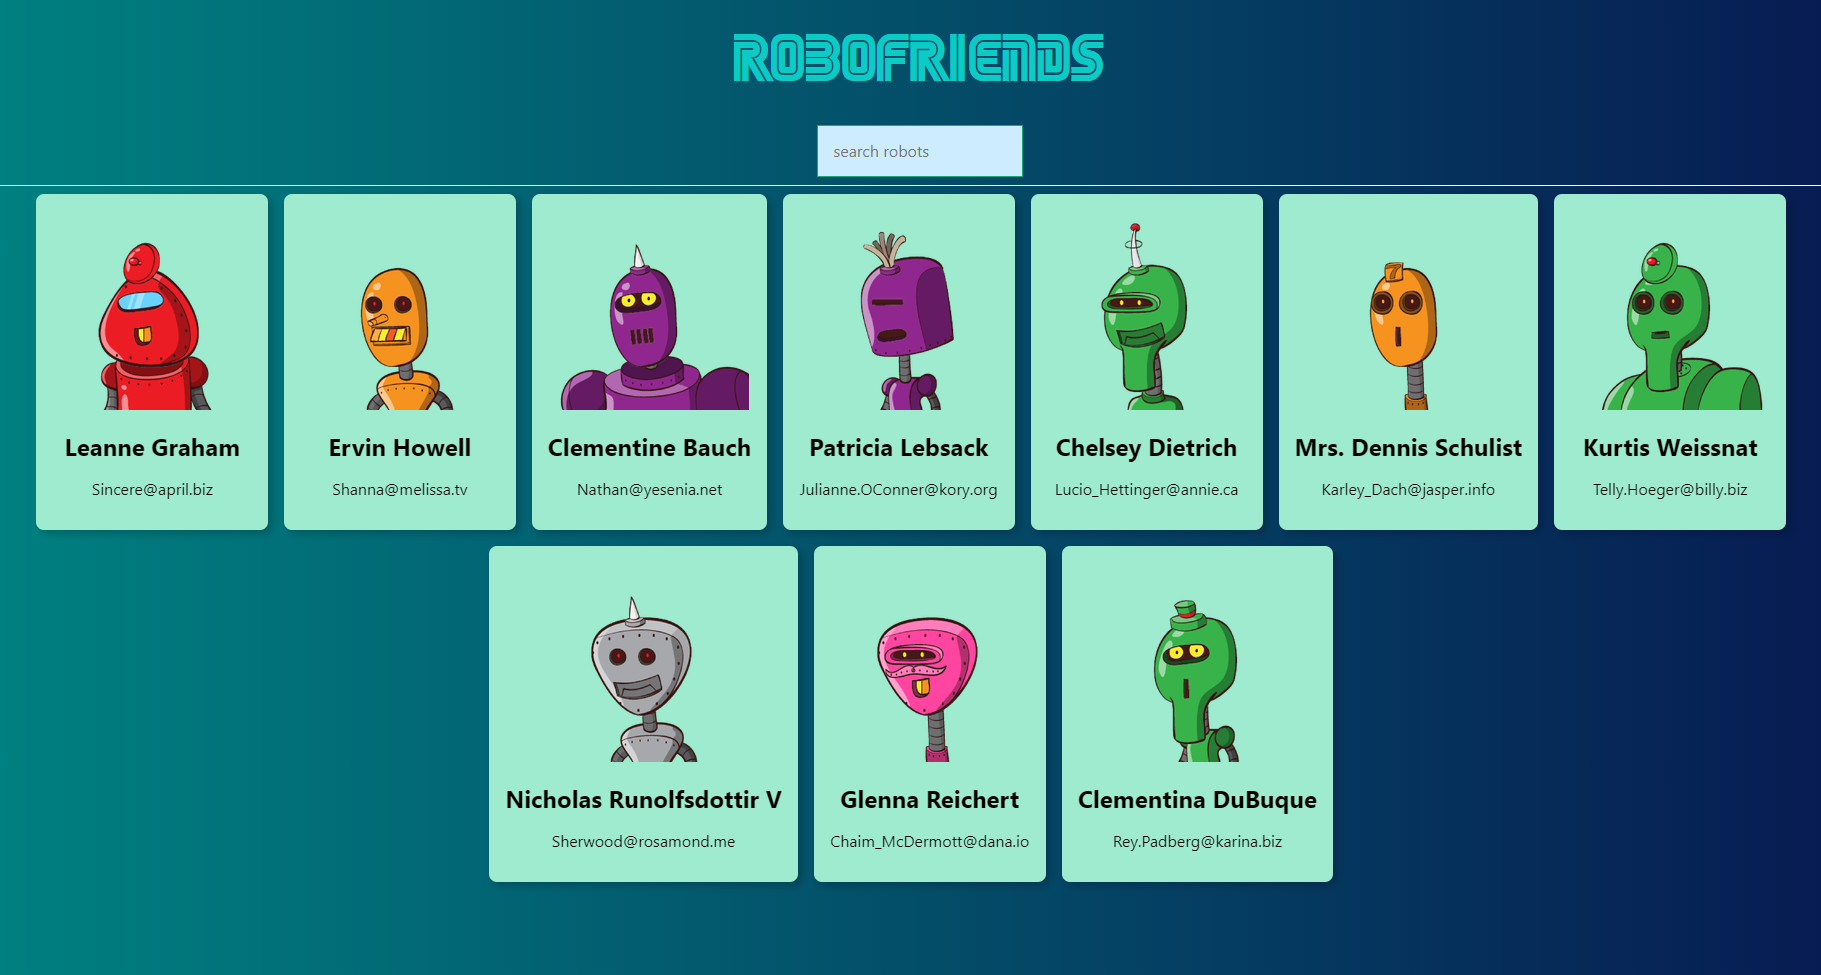 ROBOFRIENDS
search robots
7
Leanne Graham
Sincere@april.biz
Ervin Howell
Shanna@melissa.tv
Clementine Bauch
Nathan@yesenia.net
Patricia Lebsack
Julianne.OConner@kory.org
Chelsey Dietrich
Lucio_Hettinger@annie.ca
Mrs. Dennis Schulist
Karley_Dach@jasper.info
Kurtis Weissnat
Telly.Hoeger@billy.biz
Nicholas Runolfsdottir V
Sherwood@rosamond.me
Glenna Reichert
Chaim_McDermott@dana.io
Clementina DuBuque
Rey.Padberg@karina.biz